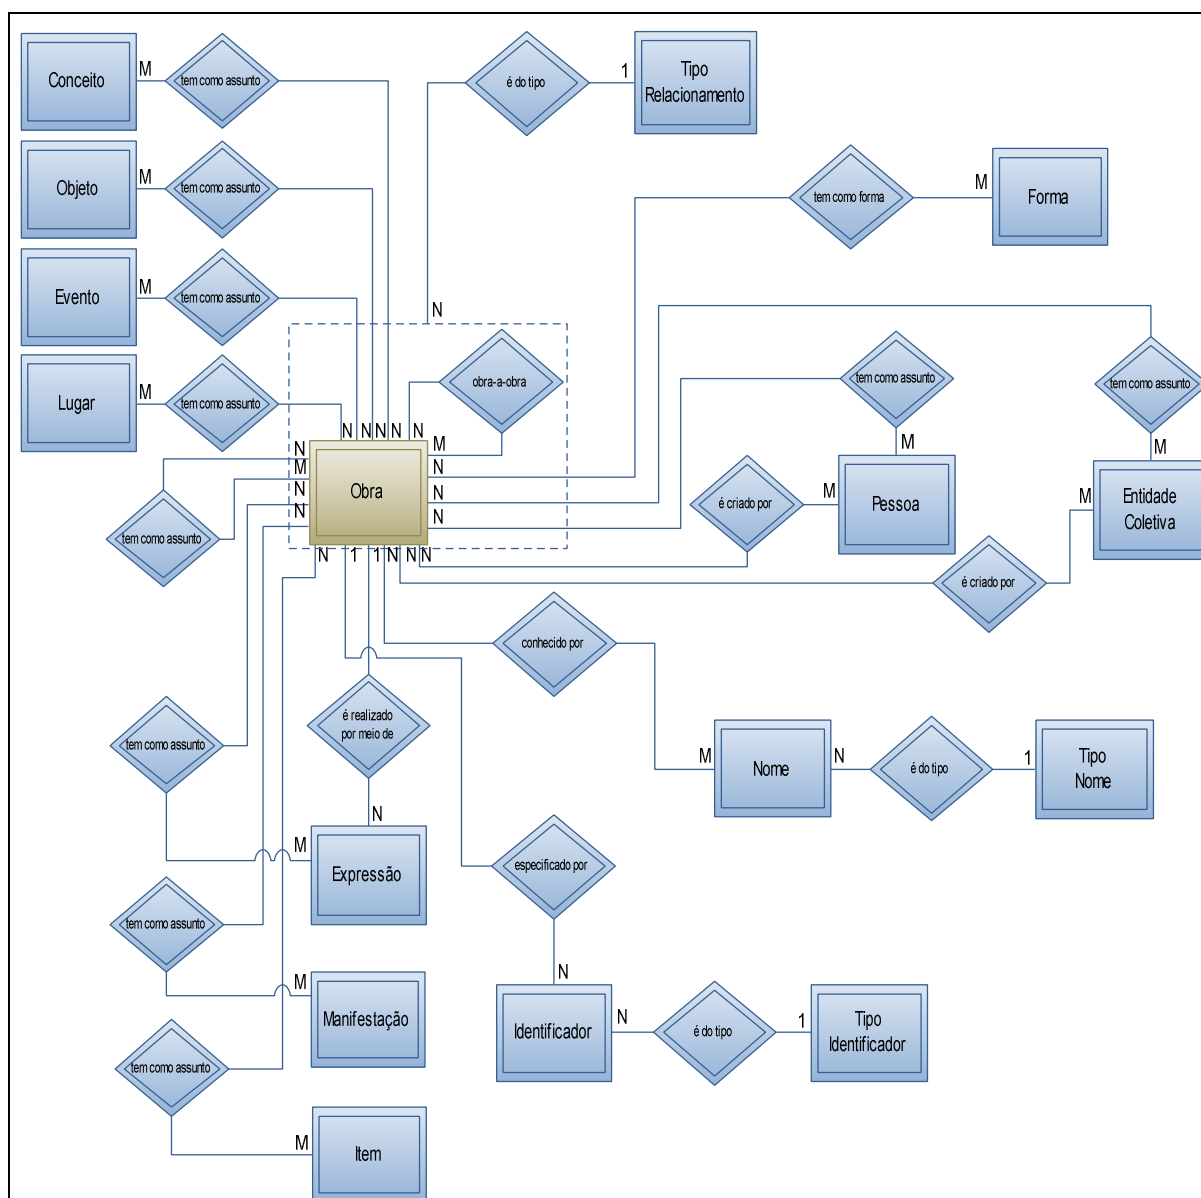 Conceito
M
tem como assunto
é do tipo
1
Tipo
Relacionamento
Objeto
M
tem como assunto
tem como forma
M
Forma
Evento
M
tem como assunto
N
Lugar
M
tem como assunto
obra-a-obra
tem como assunto
tem como assunto
N
N
N
N
N
N
M
N
M
N
N
N
N
N
Obra
M
M
é criado por
M
Pessoa
M
Entidade
Coletiva
tem como assunto
N
1
1
N
N
N
é criado por
conhecido por
é realizado
por meio de
tem como assunto
M
Nome
N
é do tipo
1
Tipo
Nome
N
M
Expressão
especificado por
tem como assunto
M
Manifestação
N
Identificador
N
é do tipo
1
Tipo
Identificador
tem como assunto
M
Item